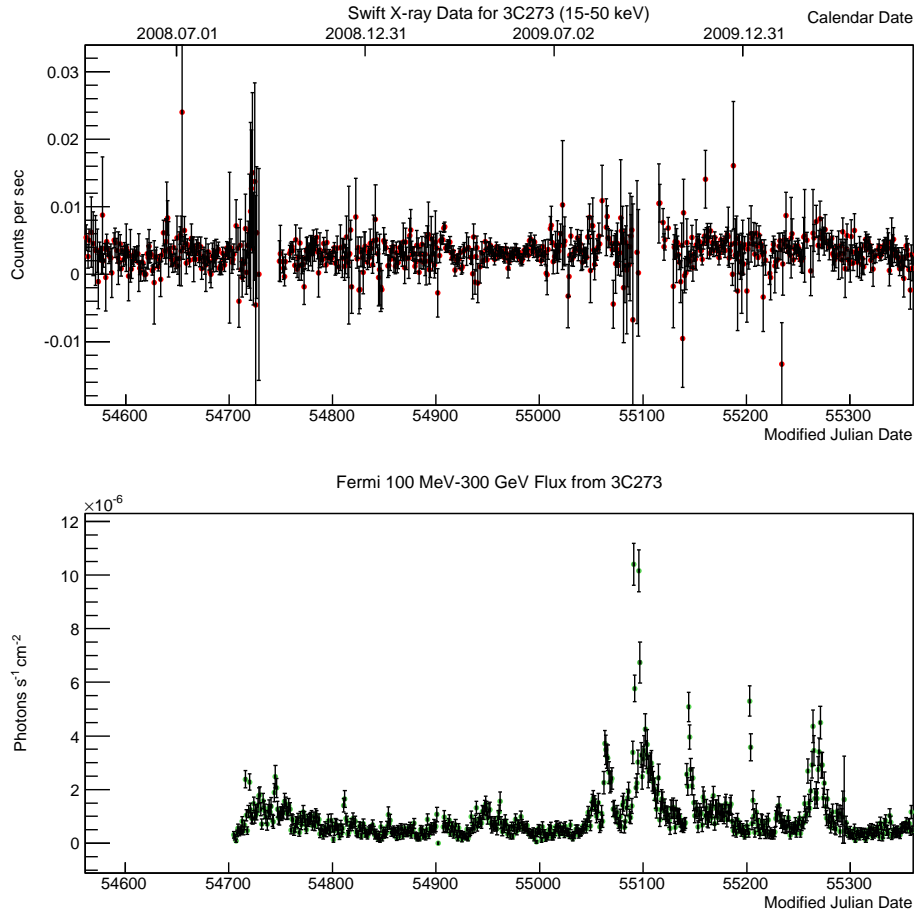 Swift X-ray Data for 3C273 (15-50 keV)
Calendar Date
2008.07.01 2008.12.31 2009.07.02 2009.12.31
0.03
0.02
0.01
0
-0.01
Counts per sec
54600 54700 54800 54900 55000 55100 55200 55300
Modified Julian Date
Fermi 100 MeV-300 GeV Flux from 3C273
×10⁻⁶
12
10
8
6
4
2
0
Photons s⁻¹ cm⁻²
54600 54700 54800 54900 55000 55100 55200 55300
Modified Julian Date